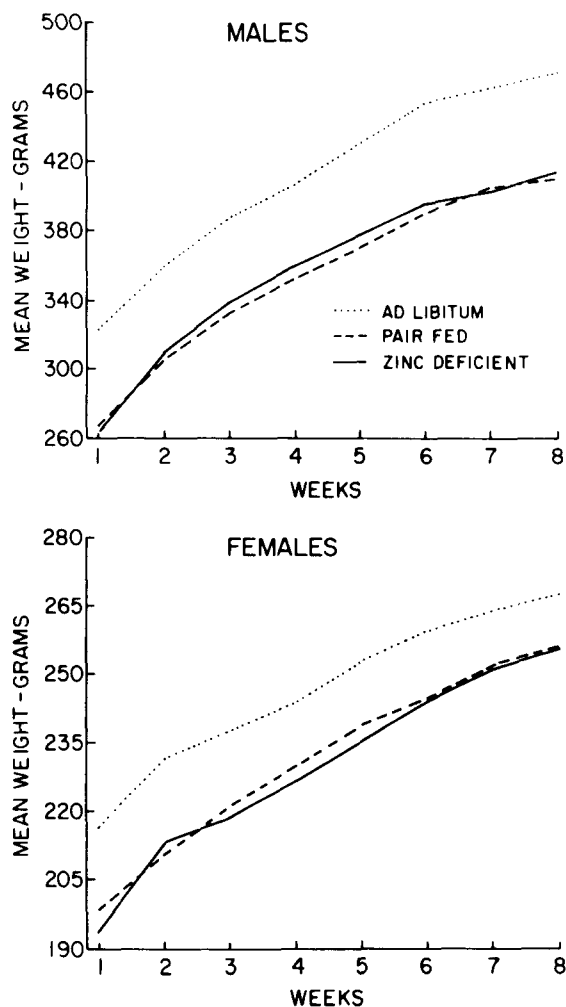 MALES
MEAN WEIGHT - GRAMS
500
460
420
380
340
300
260
AD LIBITUM
PAIR FED
ZINC DEFICIENT
1 2 3 4 5 6 7 8
WEEKS
FEMALES
MEAN WEIGHT - GRAMS
280
265
250
235
220
205
190
1 2 3 4 5 6 7 8
WEEKS